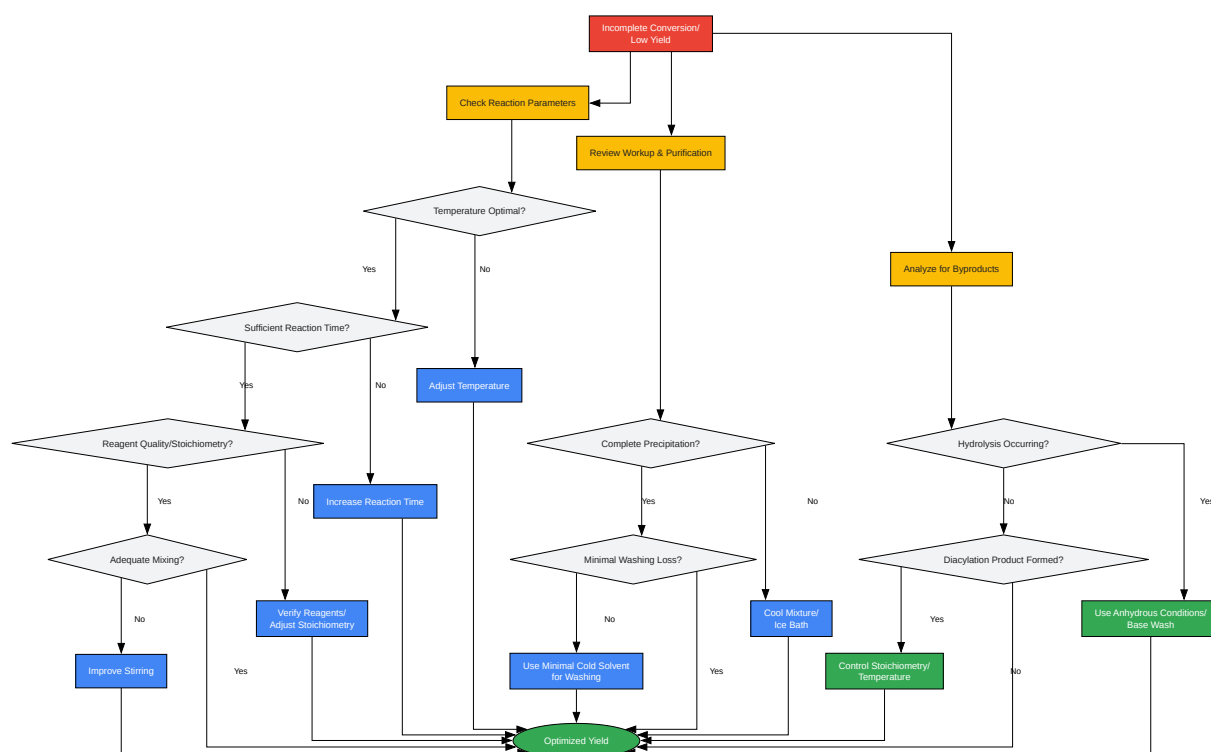 Incomplete Conversion/
Low Yield
Check Reaction Parameters
Review Workup & Purification
Temperature Optimal?
Yes
No
Analyze for Byproducts
Sufficient Reaction Time?
Yes
No
Adjust Temperature
Reagent Quality/Stoichiometry?
Complete Precipitation?
Hydrolysis Occurring?
Yes
No
Increase Reaction Time
Yes
No
No
Yes
Adequate Mixing?
Minimal Washing Loss?
Diacylation Product Formed?
No
Verify Reagents/
Adjust Stoichiometry
No
Cool Mixture/
Ice Bath
Yes
Use Anhydrous Conditions/
Base Wash
Improve Stirring
Yes
Use Minimal Cold Solvent
for Washing
Yes
Control Stoichiometry/
Temperature
No
Optimized Yield